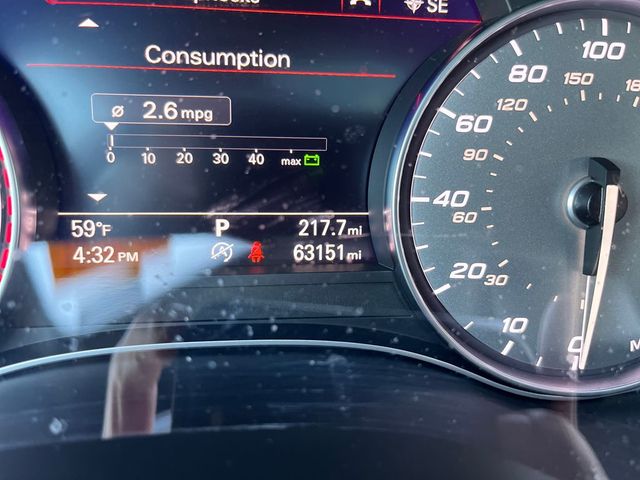 SE
Consumption
ø 2.6 mpg
0 10 20 30 40 max
59°F P 217.7 mi
4:32 PM 63151 mi
0 10 20 40 60 80 100
30 60 90 120 150
M